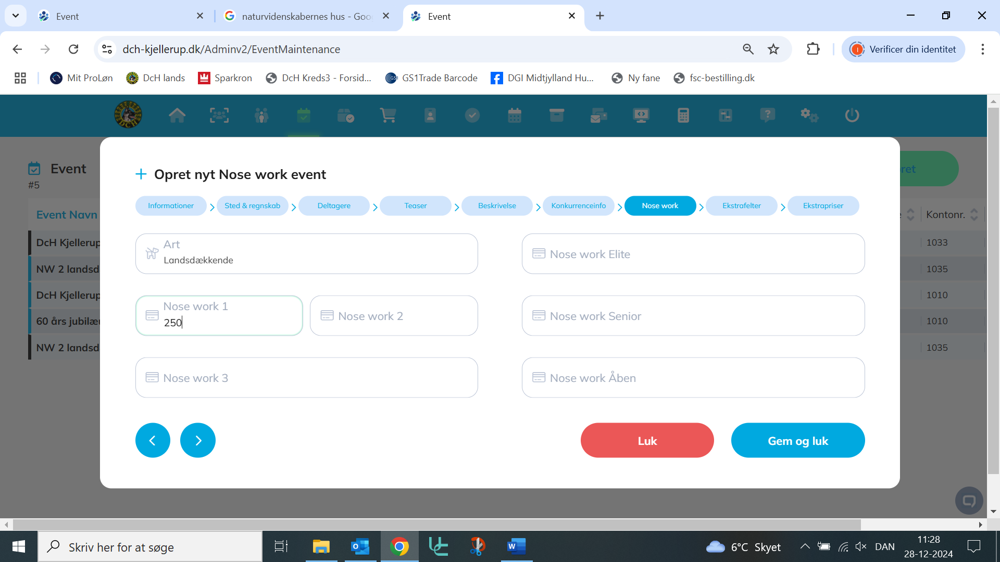 Event
naturvidenskabernes hus - Goo
Event
dch-kjellerup.dk/Adminv2/EventMaintenance
Verificer din identitet
Mit ProLøn
DcH lands
Sparkron
DcH Kreds3 - Forsid...
GS1Trade Barcode
DGI Midtjylland Hu...
Ny fane
fsc-bestilling.dk
DCH
Event
#5
ret
Event Navn
Kontonr.
DcH Kjellerup
1033
NW 2 landsd
1035
DcH Kjellerup
1010
60 års jubilæu
1010
NW 2 landsd
1035
Opret nyt Nose work event
Informationer
Sted & regnskab
Deltagere
Teaser
Beskrivelse
Konkurrenceinfo
Nose work
Ekstrafelter
Ekstrapriser
Art
Landsdækkende
Nose work Elite
Nose work 1
250
Nose work 2
Nose work Senior
Nose work 3
Nose work Åben
Luk
Gem og luk
Skriv her for at søge
6°C Skyet
DAN
11:28
28-12-2024